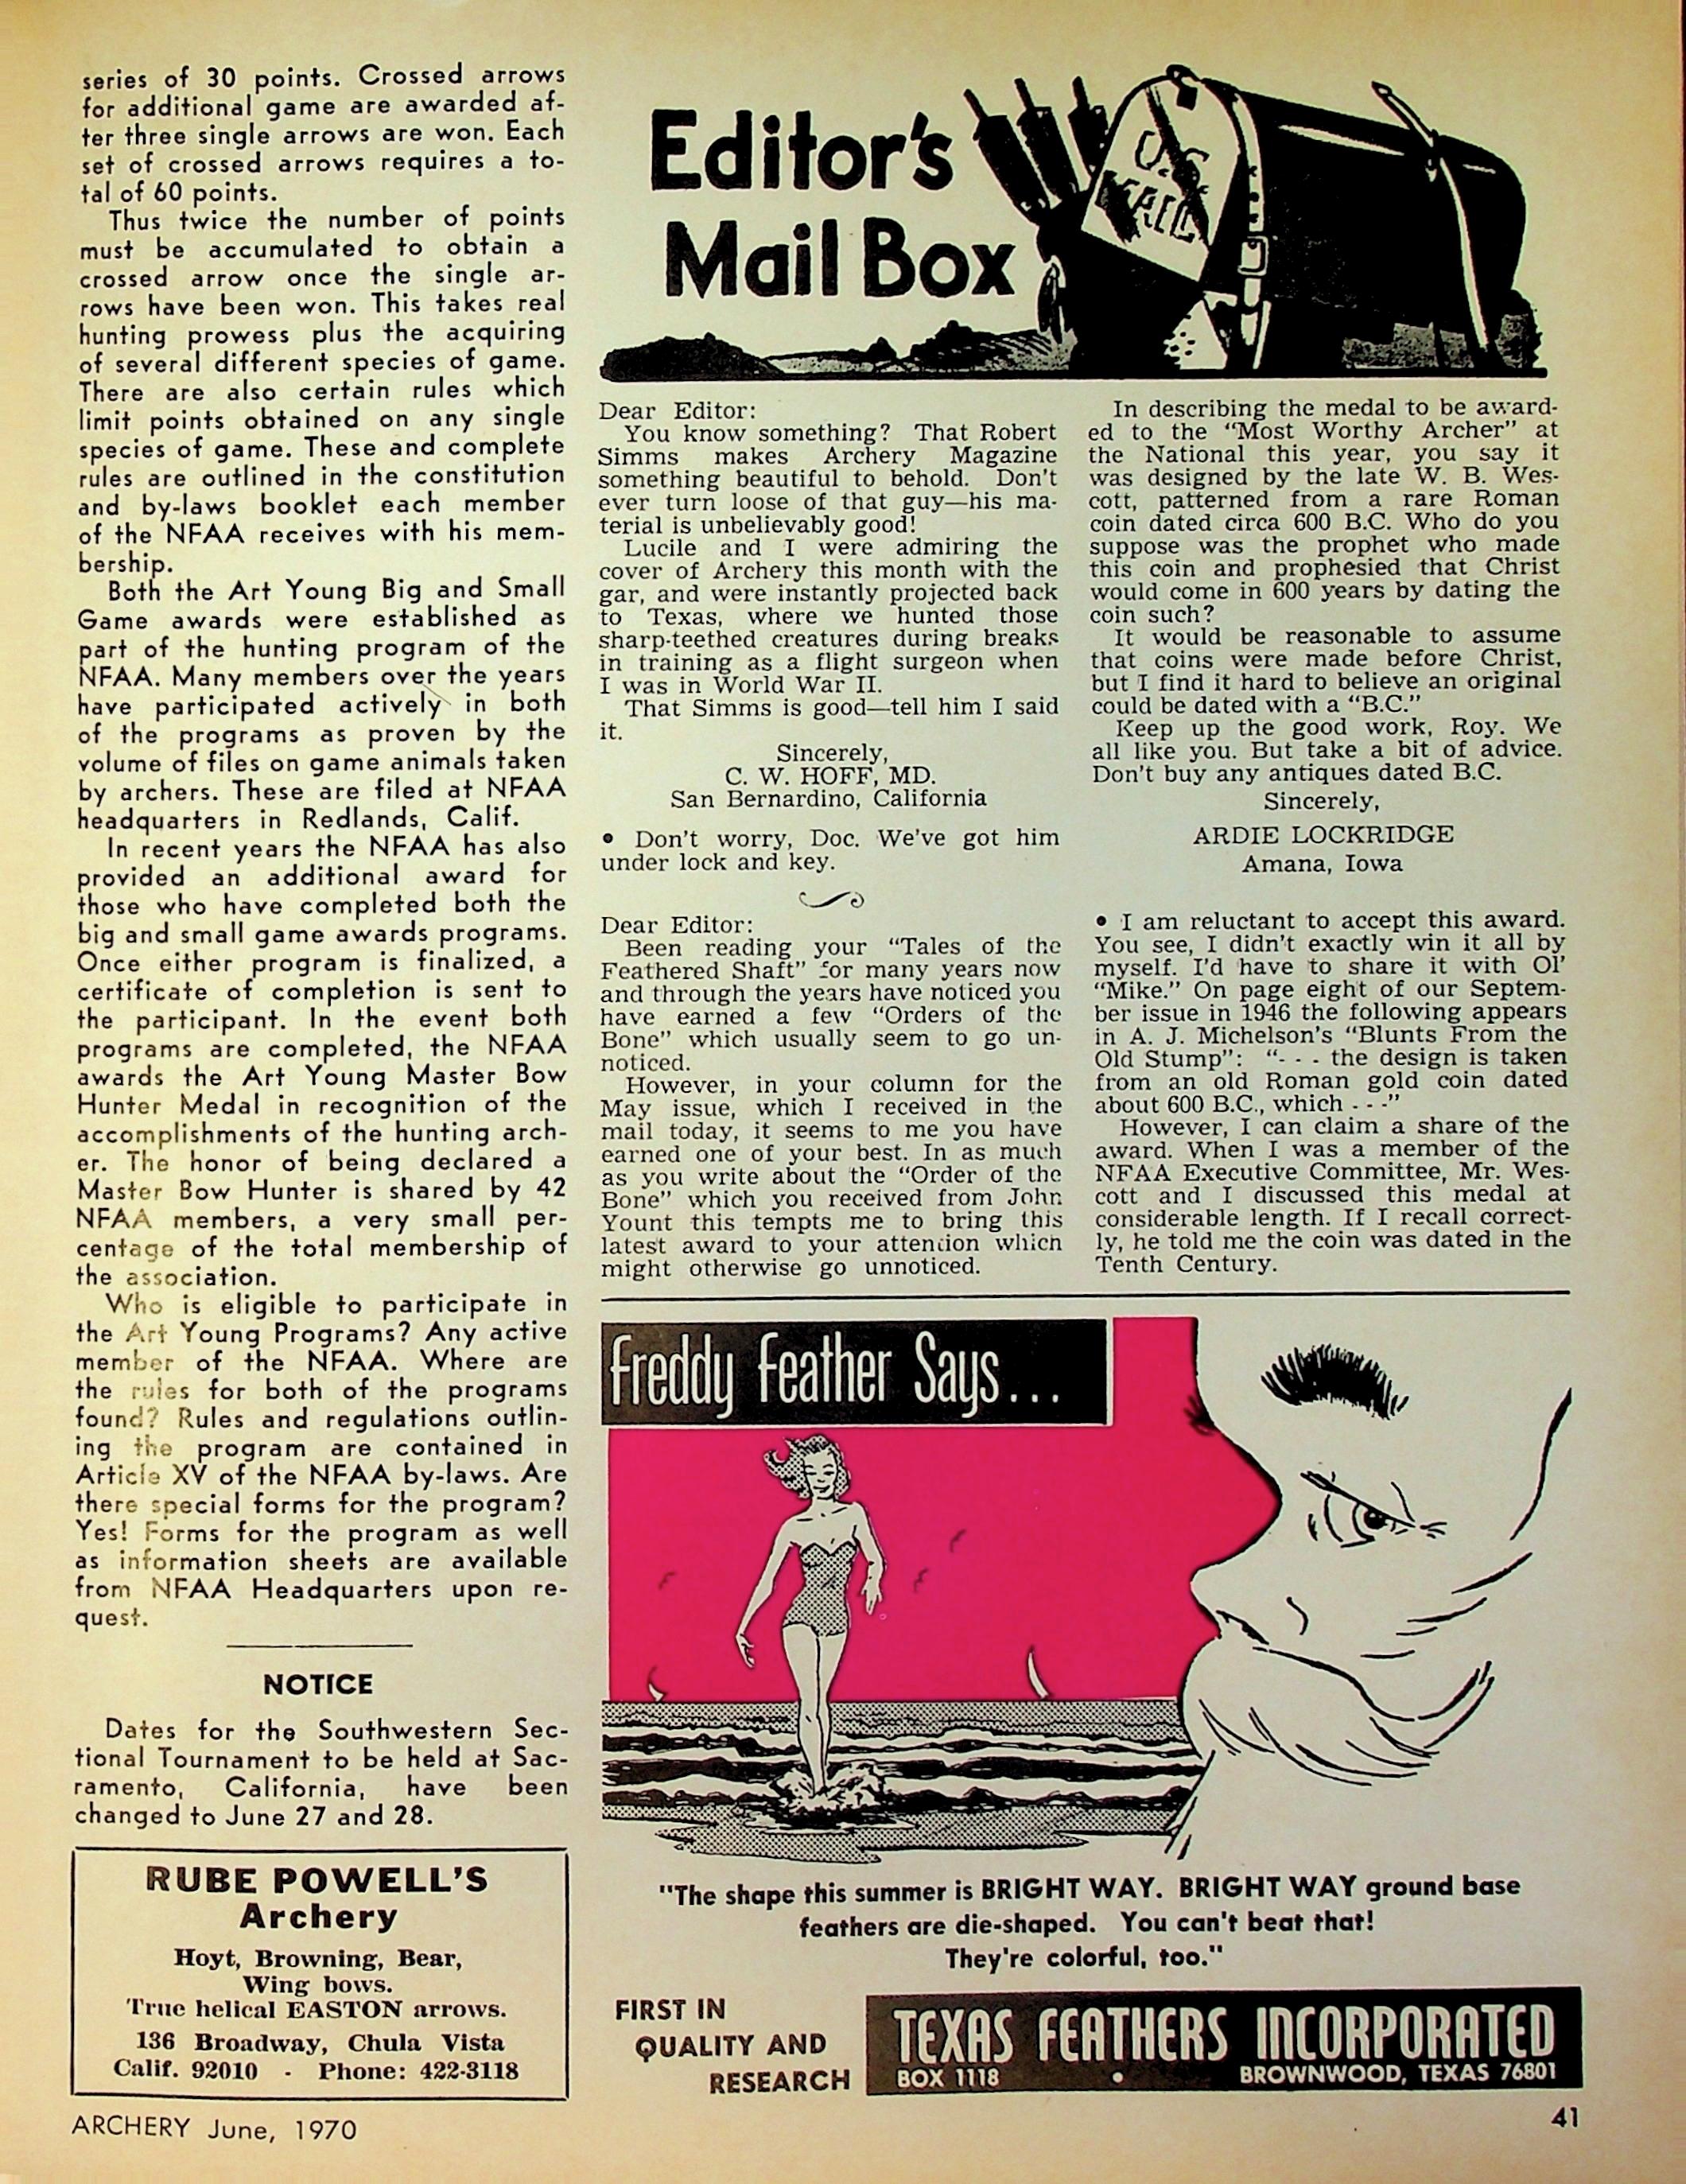 series of 30 points. Crossed arrows
for additional game are awarded af-
ter three single arrows are won. Each
set of crossed arrows requires a to-
tal of 60 points.
Thus twice the number of points
must be accumulated to obtain a
crossed arrow once the single ar-
rows have been won. This takes real
hunting prowess plus the acquiring
of several different species of game.
There are also certain rules which
limit points obtained on any single
species of game. These and complete
rules are outlined in the constitution
and by-laws booklet each member
of the NFAA receives with his mem-
bership.
Both the Art Young Big and Small
Game awards were established as
part of the hunting program of the
NFAA. Many members over the years
have participated actively in both
of the programs as proven by the
volume of files on game animals taken
by archers. These are filed at NFAA
headquarters in Redlands, Calif.
In recent years the NFAA has also
provided an additional award for
those who have completed both the
big and small game awards programs.
Once either program is finalized, a
certificate of completion is sent to
the participant. In the event both
programs are completed, the NFAA
awards the Art Young Master Bow
Hunter Medal in recognition of the
accomplishments of the hunting arch-
er. The honor of being declared a
Master Bow Hunter is shared by 42
NFAA members, a very small per-
centage of the total membership of
the association.
Who is eligible to participate in
the Art Young Programs? Any active
member of the NFAA. Where are
the rules for both of the programs
found? Rules and regulations outlin-
ing the program are contained in
Article XV of the NFAA by-laws. Are
there special forms for the program?
Yes! Forms for the program as well
as information sheets are available
from NFAA Headquarters upon re-
quest.
NOTICE
Dates for the Southwestern Sec-
tional Tournament to be held at Sac-
ramento, California, have been
changed to June 27 and 28.
RUBE POWELL'S
Archery
Hoyt, Browning, Bear,
Wing bows.
True helical EASTON arrows.
136 Broadway, Chula Vista
Calif. 92010 - Phone: 422-3118
Editor's
Mail Box
U.S
MAIL
Dear Editor:
You know something? That Robert
Simms makes Archery Magazine
something beautiful to behold. Don't
ever turn loose of that guy—his ma-
terial is unbelievably good!
Lucile and I were admiring the
cover of Archery this month with the
gar, and were instantly projected back
to Texas, where we hunted those
sharp-teethed creatures during breaks
in training as a flight surgeon when
I was in World War II.
That Simms is good—tell him I said
it.
Sincerely,
C. W. HOFF, MD.
San Bernardino, California
• Don't worry, Doc. We've got him
under lock and key.
Dear Editor:
Been reading your "Tales of the
Feathered Shaft" for many years now
and through the years have noticed you
have earned a few "Orders of the
Bone" which usually seem to go un-
noticed.
However, in your column for the
May issue, which I received in the
mail today, it seems to me you have
earned one of your best. In as much
as you write about the "Order of the
Bone" which you received from John
Yount this tempts me to bring this
latest award to your attention which
might otherwise go unnoticed.
In describing the medal to be award-
ed to the "Most Worthy Archer" at
the National this year, you say it
was designed by the late W. B. Wes-
cott, patterned from a rare Roman
coin dated circa 600 B.C. Who do you
suppose was the prophet who made
this coin and prophesied that Christ
would come in 600 years by dating the
coin such?
It would be reasonable to assume
that coins were made before Christ,
but I find it hard to believe an original
could be dated with a "B.C."
Keep up the good work, Roy. We
all like you. But take a bit of advice.
Don't buy any antiques dated B.C.
Sincerely,
ARDIE LOCKRIDGE
Amana, Iowa
• I am reluctant to accept this award.
You see, I didn't exactly win it all by
myself. I'd have to share it with Ol'
"Mike." On page eight of our Septem-
ber issue in 1946 the following appears
in A. J. Michelson's "Blunts From the
Old Stump": "- - - the design is taken
from an old Roman gold coin dated
about 600 B.C., which - - -"
However, I can claim a share of the
award. When I was a member of the
NFAA Executive Committee, Mr. Wes-
cott and I discussed this medal at
considerable length. If I recall correct-
ly, he told me the coin was dated in the
Tenth Century.
Freddy Feather Says...
"The shape this summer is BRIGHT WAY. BRIGHT WAY ground base
feathers are die-shaped. You can't beat that!
They're colorful, too."
FIRST IN
QUALITY AND
RESEARCH
TEXAS FEATHERS INCORPORATED
BOX 1118 • BROWNWOOD, TEXAS 76801
ARCHERY June, 1970
41